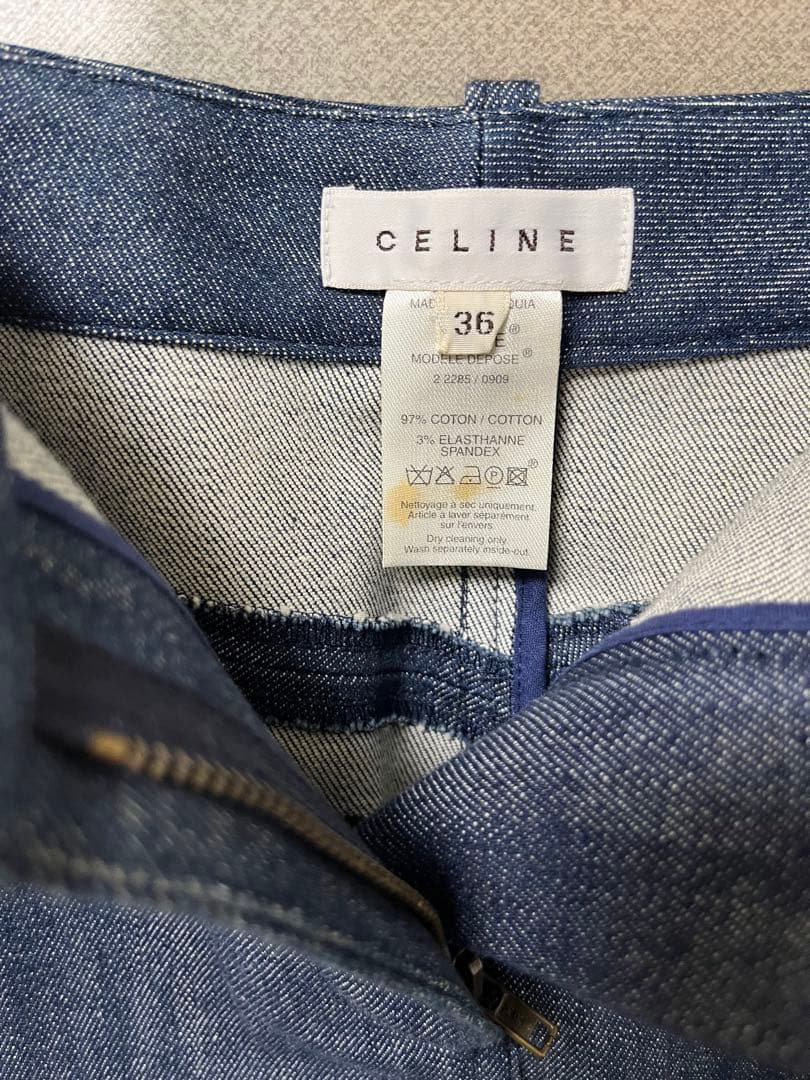 CELINE
36
MODELE DEPOSE ®
2 2285 / 0909
97% COTON / COTTON
3% ELASTHANNE
SPANDEX
P ®
Nettoyage à sec uniquement.
Article à laver séparément
sur l'envers.
Dry cleaning only.
Wash separately inside-out.